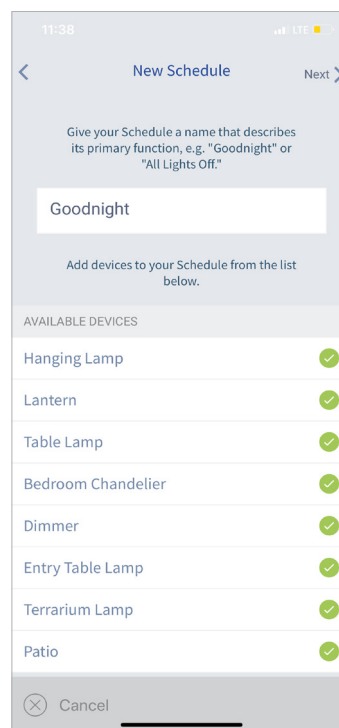 11:38
LTE
New Schedule
Next
Give your Schedule a name that describes
its primary function, e.g. "Goodnight" or
"All Lights Off."
Goodnight
Add devices to your Schedule from the list
below.
AVAILABLE DEVICES
Hanging Lamp
Lantern
Table Lamp
Bedroom Chandelier
Dimmer
Entry Table Lamp
Terrarium Lamp
Patio
Cancel